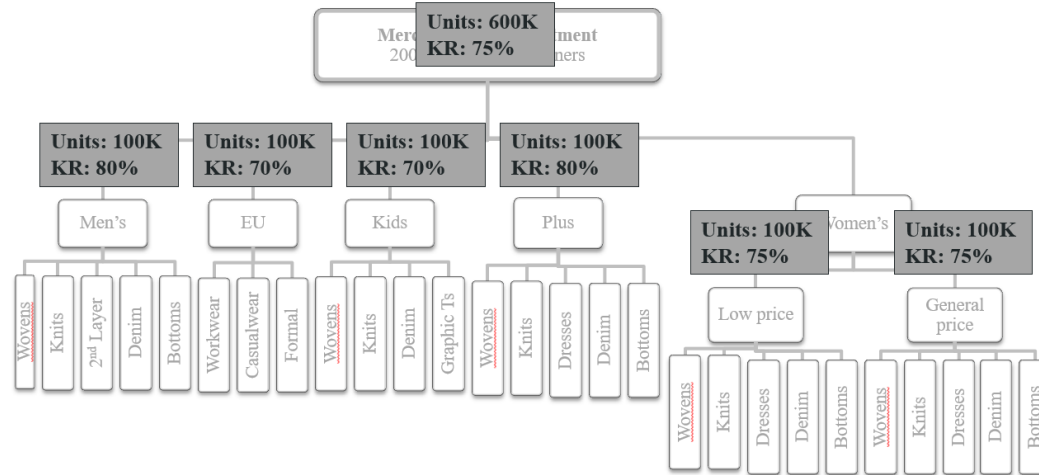 Units: 600K
KR: 75%
Units: 100K
KR: 80%
Units: 100K
KR: 70%
Units: 100K
KR: 70%
Units: 100K
KR: 80%
Men's
EU
Kids
Plus
Units: 100K
KR: 75%
Units: 100K
KR: 75%
Low price
General
price
Wovens
Knits
2nd Layer
Denim
Bottoms
Workwear
Casualwear
Formal
Wovens
Knits
Denim
Graphic Ts
Wovens
Knits
Dresses
Denim
Bottoms
Wovens
Knits
Dresses
Denim
Bottoms
Wovens
Knits
Dresses
Denim
Bottoms